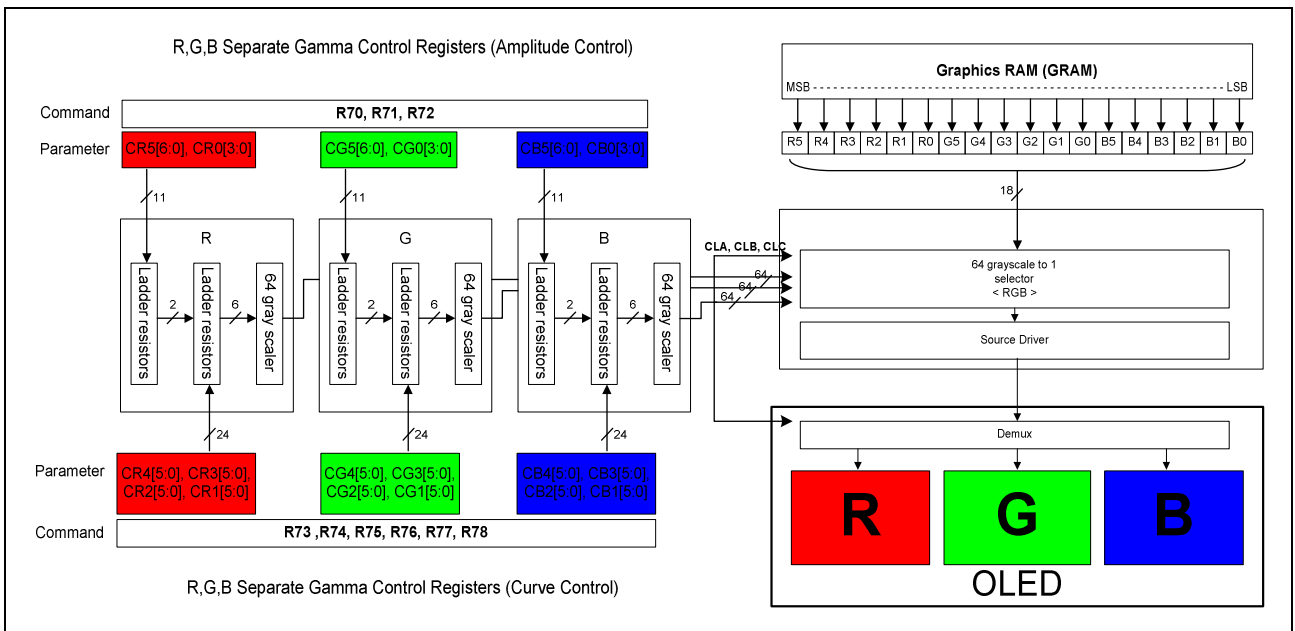 R,G,B Separate Gamma Control Registers (Amplitude Control)
Command
R70, R71, R72
Parameter
CR5[6:0], CR0[3:0]
CG5[6:0], CG0[3:0]
CB5[6:0], CB0[3:0]
11
11
11
R
G
B
Ladder resistors
2
Ladder resistors
6
64 gray scaler
Ladder resistors
2
Ladder resistors
6
64 gray scaler
Ladder resistors
2
Ladder resistors
6
64 gray scaler
24
24
24
Parameter
CR4[5:0], CR3[5:0],
CR2[5:0], CR1[5:0]
CG4[5:0], CG3[5:0],
CG2[5:0], CG1[5:0]
CB4[5:0], CB3[5:0],
CB2[5:0], CB1[5:0]
Command
R73 ,R74, R75, R76, R77, R78
R,G,B Separate Gamma Control Registers (Curve Control)
Graphics RAM (GRAM)
MSB
LSB
R5 R4 R3 R2 R1 R0 G5 G4 G3 G2 G1 G0 B5 B4 B3 B2 B1 B0
18
CLA, CLB, CLC
64
64
64
64 grayscale to 1
selector
< RGB >
Source Driver
Demux
R
G
B
OLED